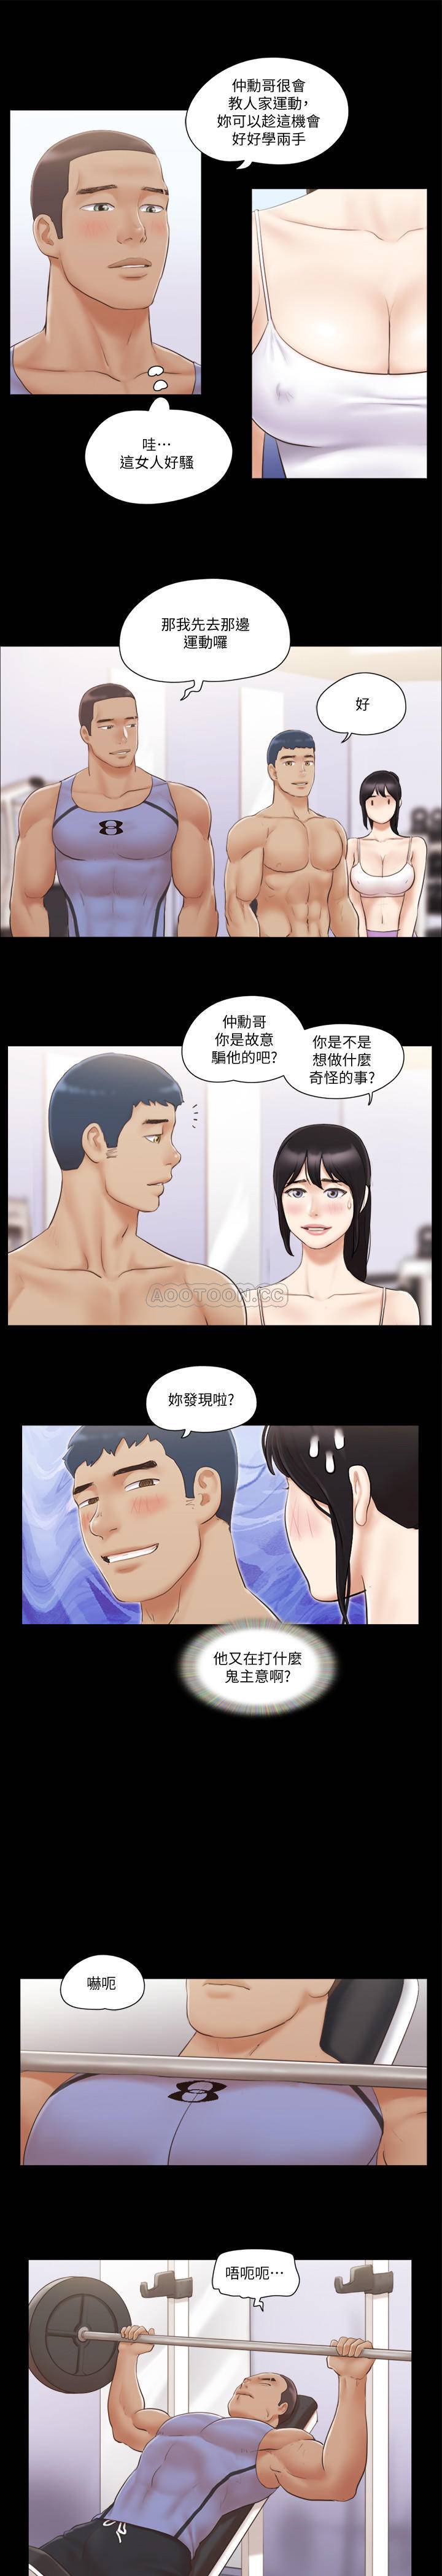 仲勳哥很會
教人家運動,
妳可以趁這機會
好好學兩手
哇…
這女人好騷
那我先去那邊
運動囉
好
仲勳哥
你是故意
騙他的吧?
你是不是
想做什麼
奇怪的事?
AOOTOON.CC
妳發現啦?
他又在打什麼
鬼主意啊?
嚇呃
唔呃呃…